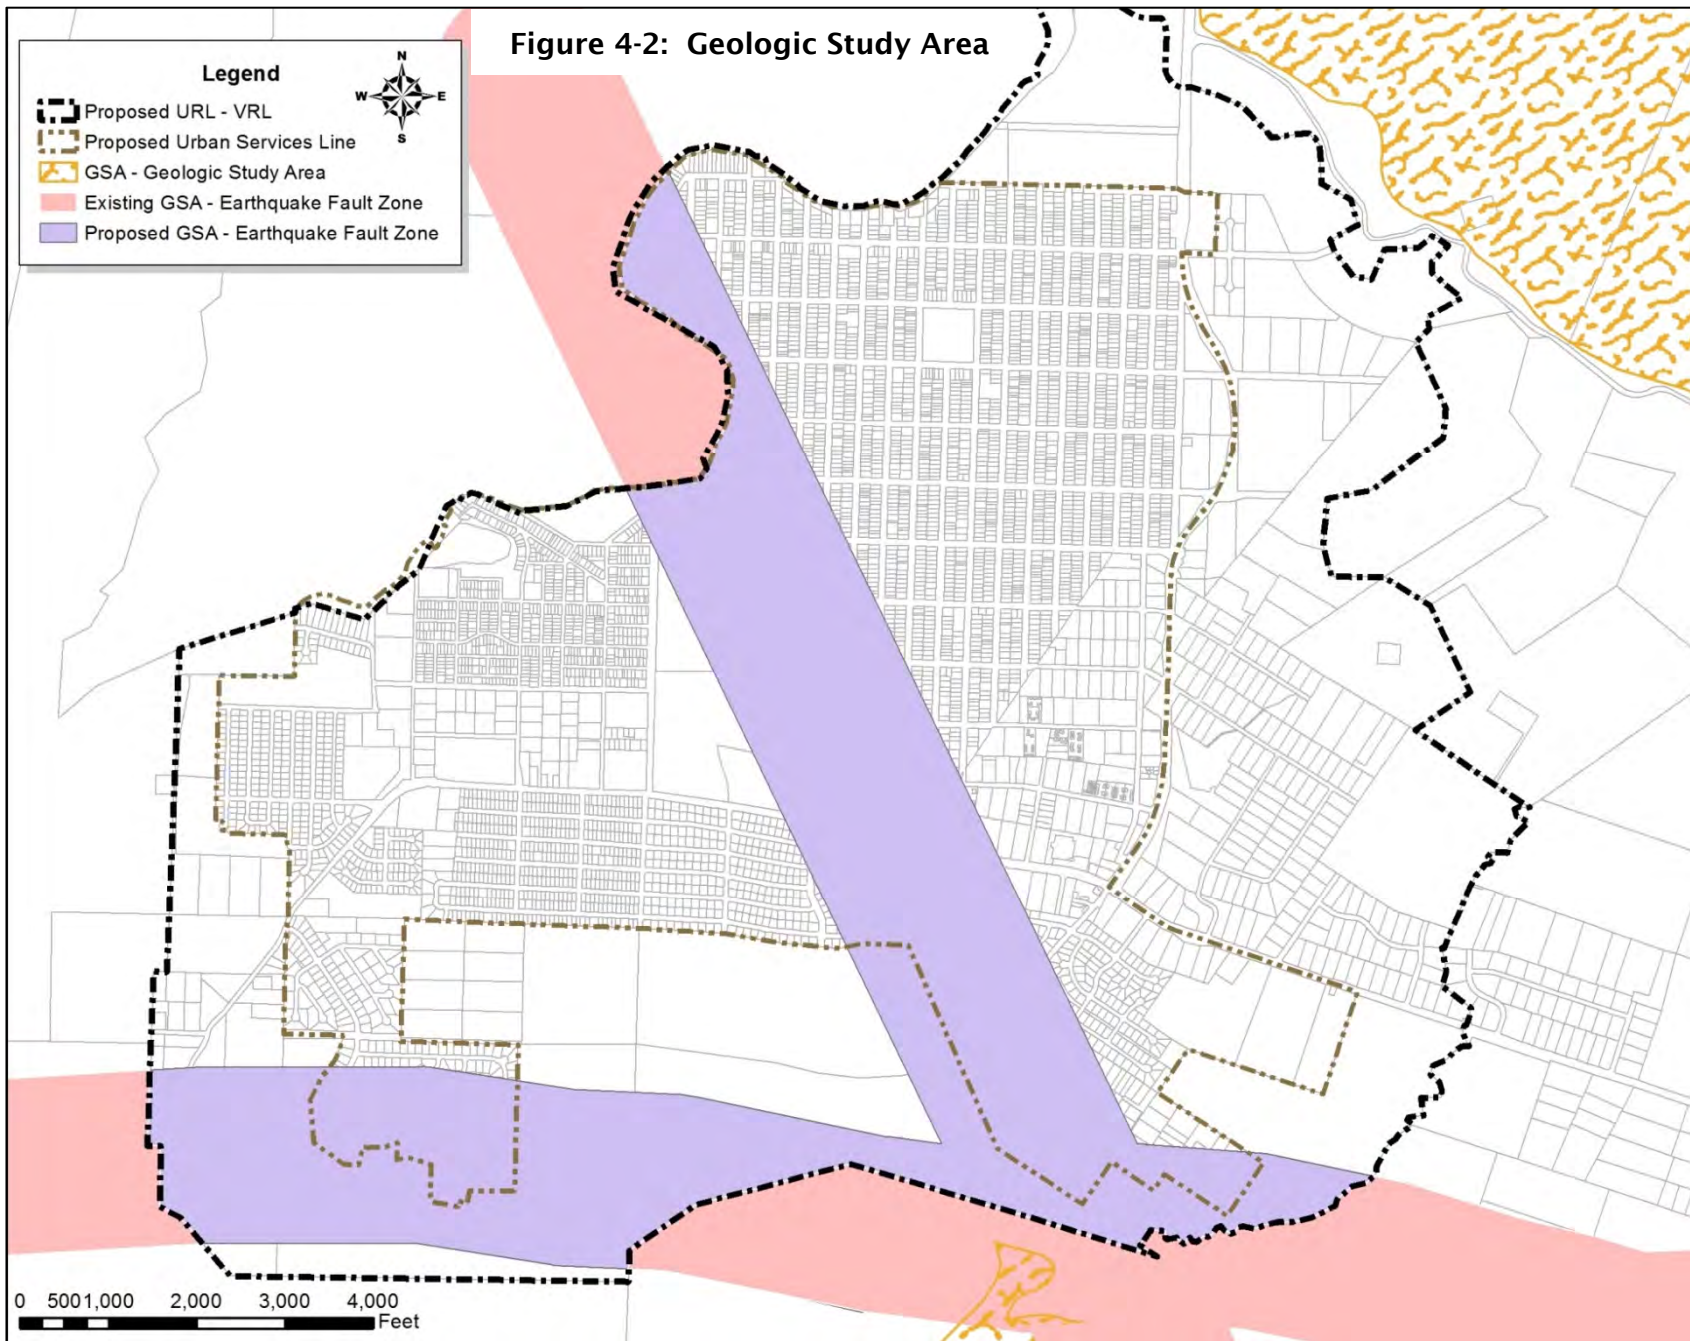 Figure 4-2: Geologic Study Area
Legend
N
W E
S
Proposed URL - VRL
Proposed Urban Services Line
GSA - Geologic Study Area
Existing GSA - Earthquake Fault Zone
Proposed GSA - Earthquake Fault Zone
0 500 1,000 2,000 3,000 4,000
Feet